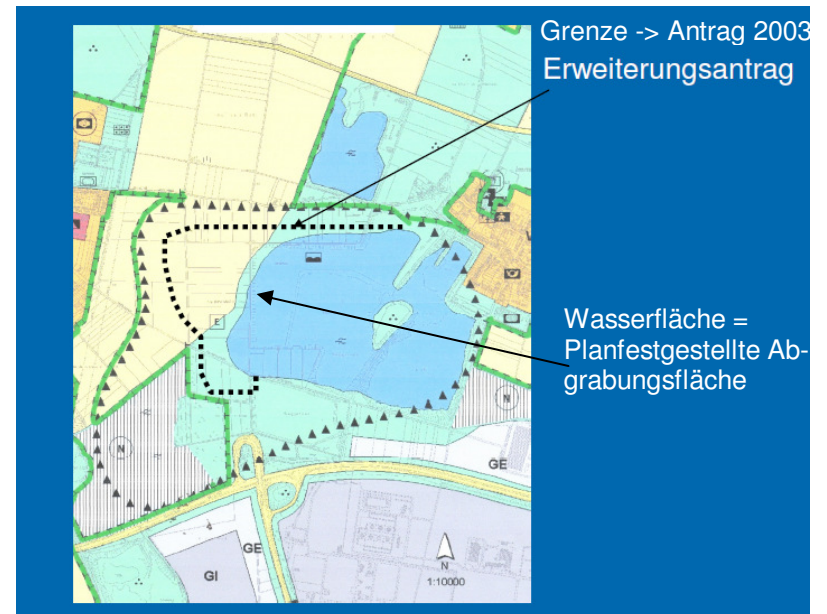 Grenze -> Antrag 2003
Erweiterungsantrag
Wasserfläche =
Planfestgestellte Ab-
grabungsfläche
E
N
N
GE
GE
GI
N
1:10000